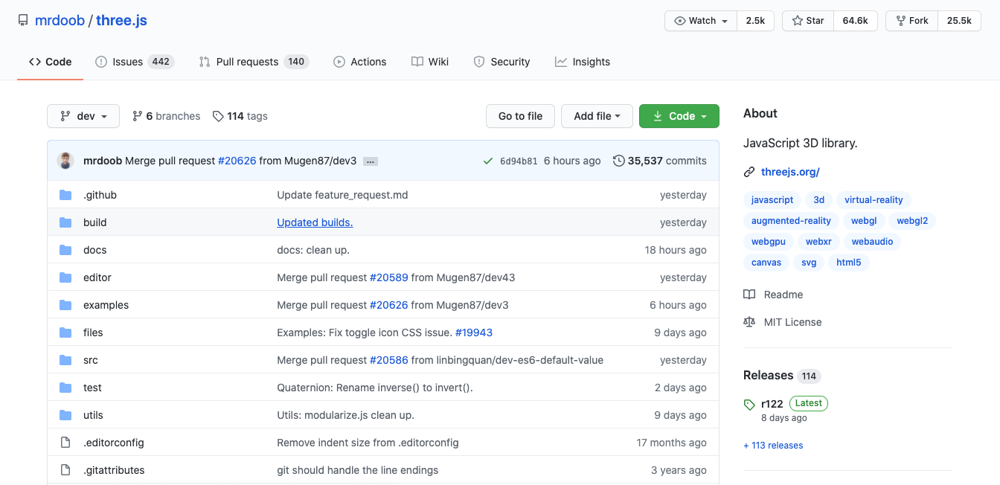 mrdoob / three.js
Watch 2.5k Star 64.6k Fork 25.5k
Code Issues 442 Pull requests 140 Actions Wiki Security Insights
dev 6 branches 114 tags Go to file Add file Code
mrdoob Merge pull request #20626 from Mugen87/dev3 ... 6d94b81 6 hours ago 35,537 commits
.github Update feature_request.md yesterday
build Updated builds. yesterday
docs docs: clean up. 18 hours ago
editor Merge pull request #20589 from Mugen87/dev43 yesterday
examples Merge pull request #20626 from Mugen87/dev3 6 hours ago
files Examples: Fix toggle icon CSS issue. #19943 9 days ago
src Merge pull request #20586 from linbingquan/dev-es6-default-value yesterday
test Quaternion: Rename inverse() to invert(). 2 days ago
utils Utils: modularize.js clean up. 9 days ago
.editorconfig Remove indent size from .editorconfig 17 months ago
.gitattributes git should handle the line endings 3 years ago
About
JavaScript 3D library.
threejs.org/
javascript 3d virtual-reality
augmented-reality webgl webgl2
webgpu webxr webaudio
canvas svg html5
Readme
MIT License
Releases 114
r122 Latest
8 days ago
+ 113 releases